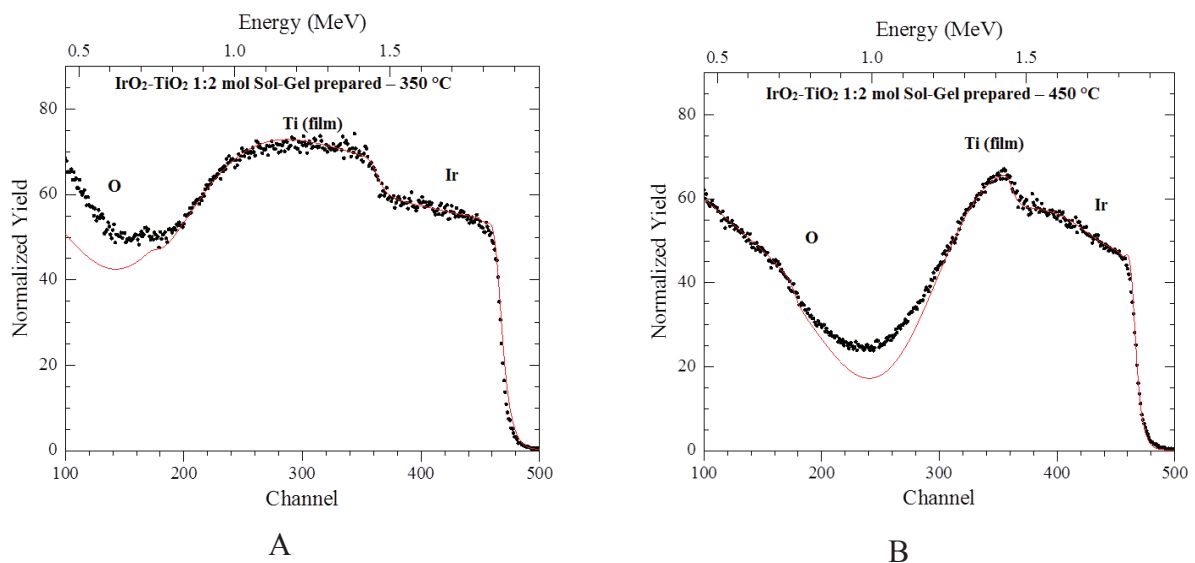 Energy (MeV)
0.5 1.0 1.5
IrO₂-TiO₂ 1:2 mol Sol-Gel prepared – 350 °C
80
Ti (film)
O
Ir
60
40
20
0
Normalized Yield
100 200 300 400 500
Channel
A
Energy (MeV)
0.5 1.0 1.5
IrO₂-TiO₂ 1:2 mol Sol-Gel prepared – 450 °C
80
Ti (film)
60
Ir
O
40
20
0
Normalized Yield
100 200 300 400 500
Channel
B